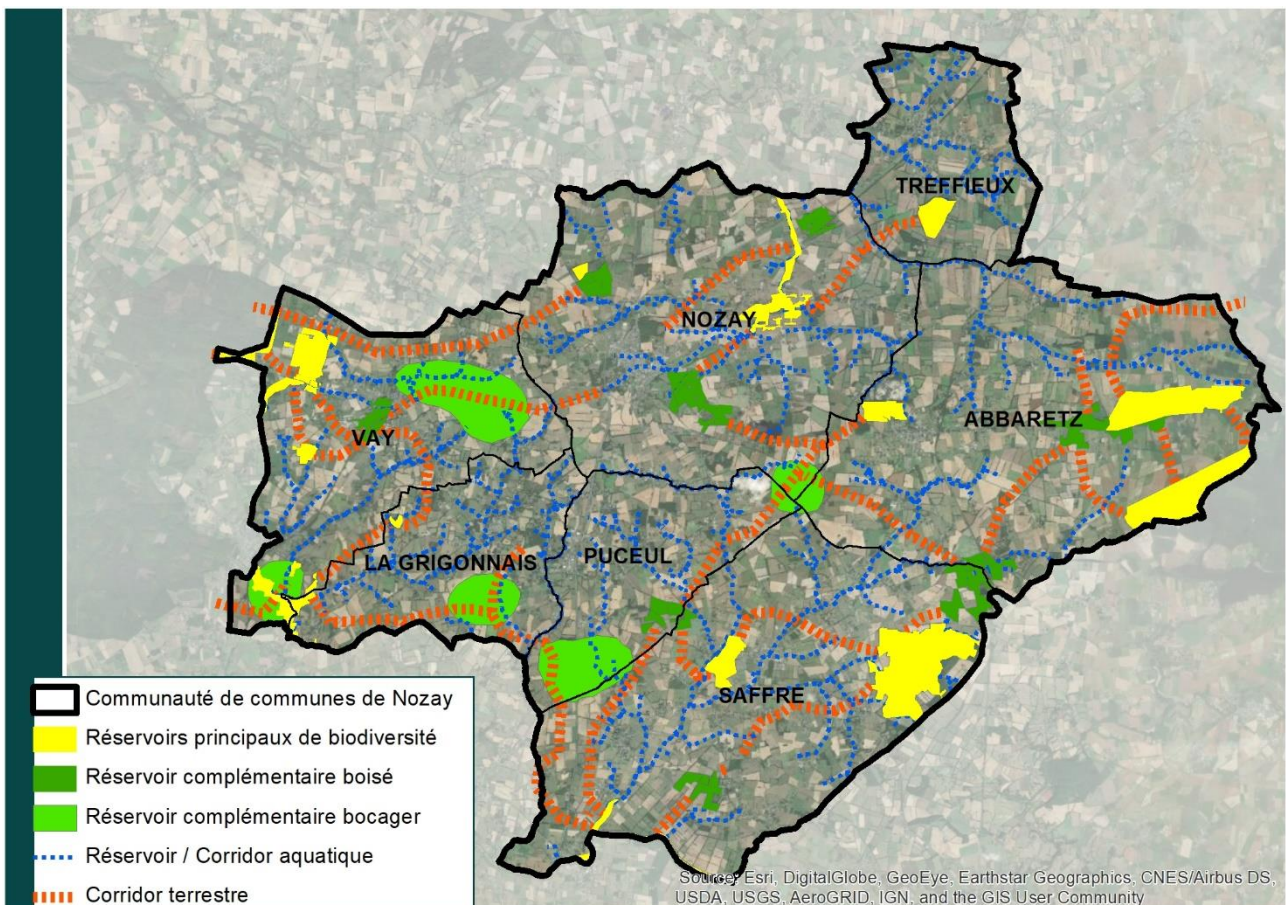 TREFFIEUX
NOZAY
ABBARETZ
VAY
LA GRIGONNAIS
PUCEUL
SAFFRE
Communauté de communes de Nozay
Réservoirs principaux de biodiversité
Réservoir complémentaire boisé
Réservoir complémentaire bocager
Réservoir / Corridor aquatique
Corridor terrestre
Source: Esri, DigitalGlobe, GeoEye, Earthstar Geographics, CNES/Airbus DS,
USDA, USGS, AeroGRID, IGN, and the GIS User Community